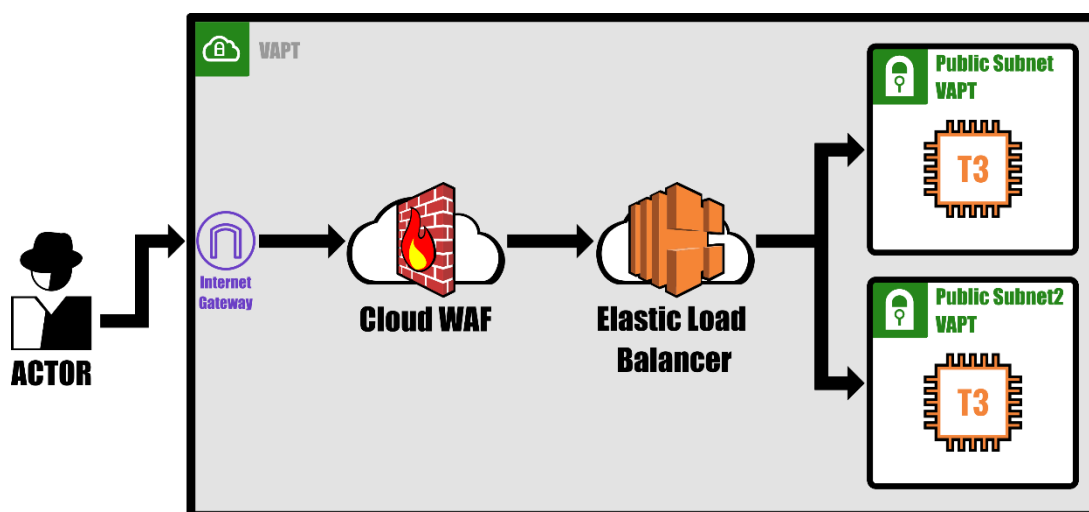 VAPT
Public Subnet
VAPT
T3
Internet
Gateway
Cloud WAF
Elastic Load
Balancer
ACTOR
Public Subnet2
VAPT
T3